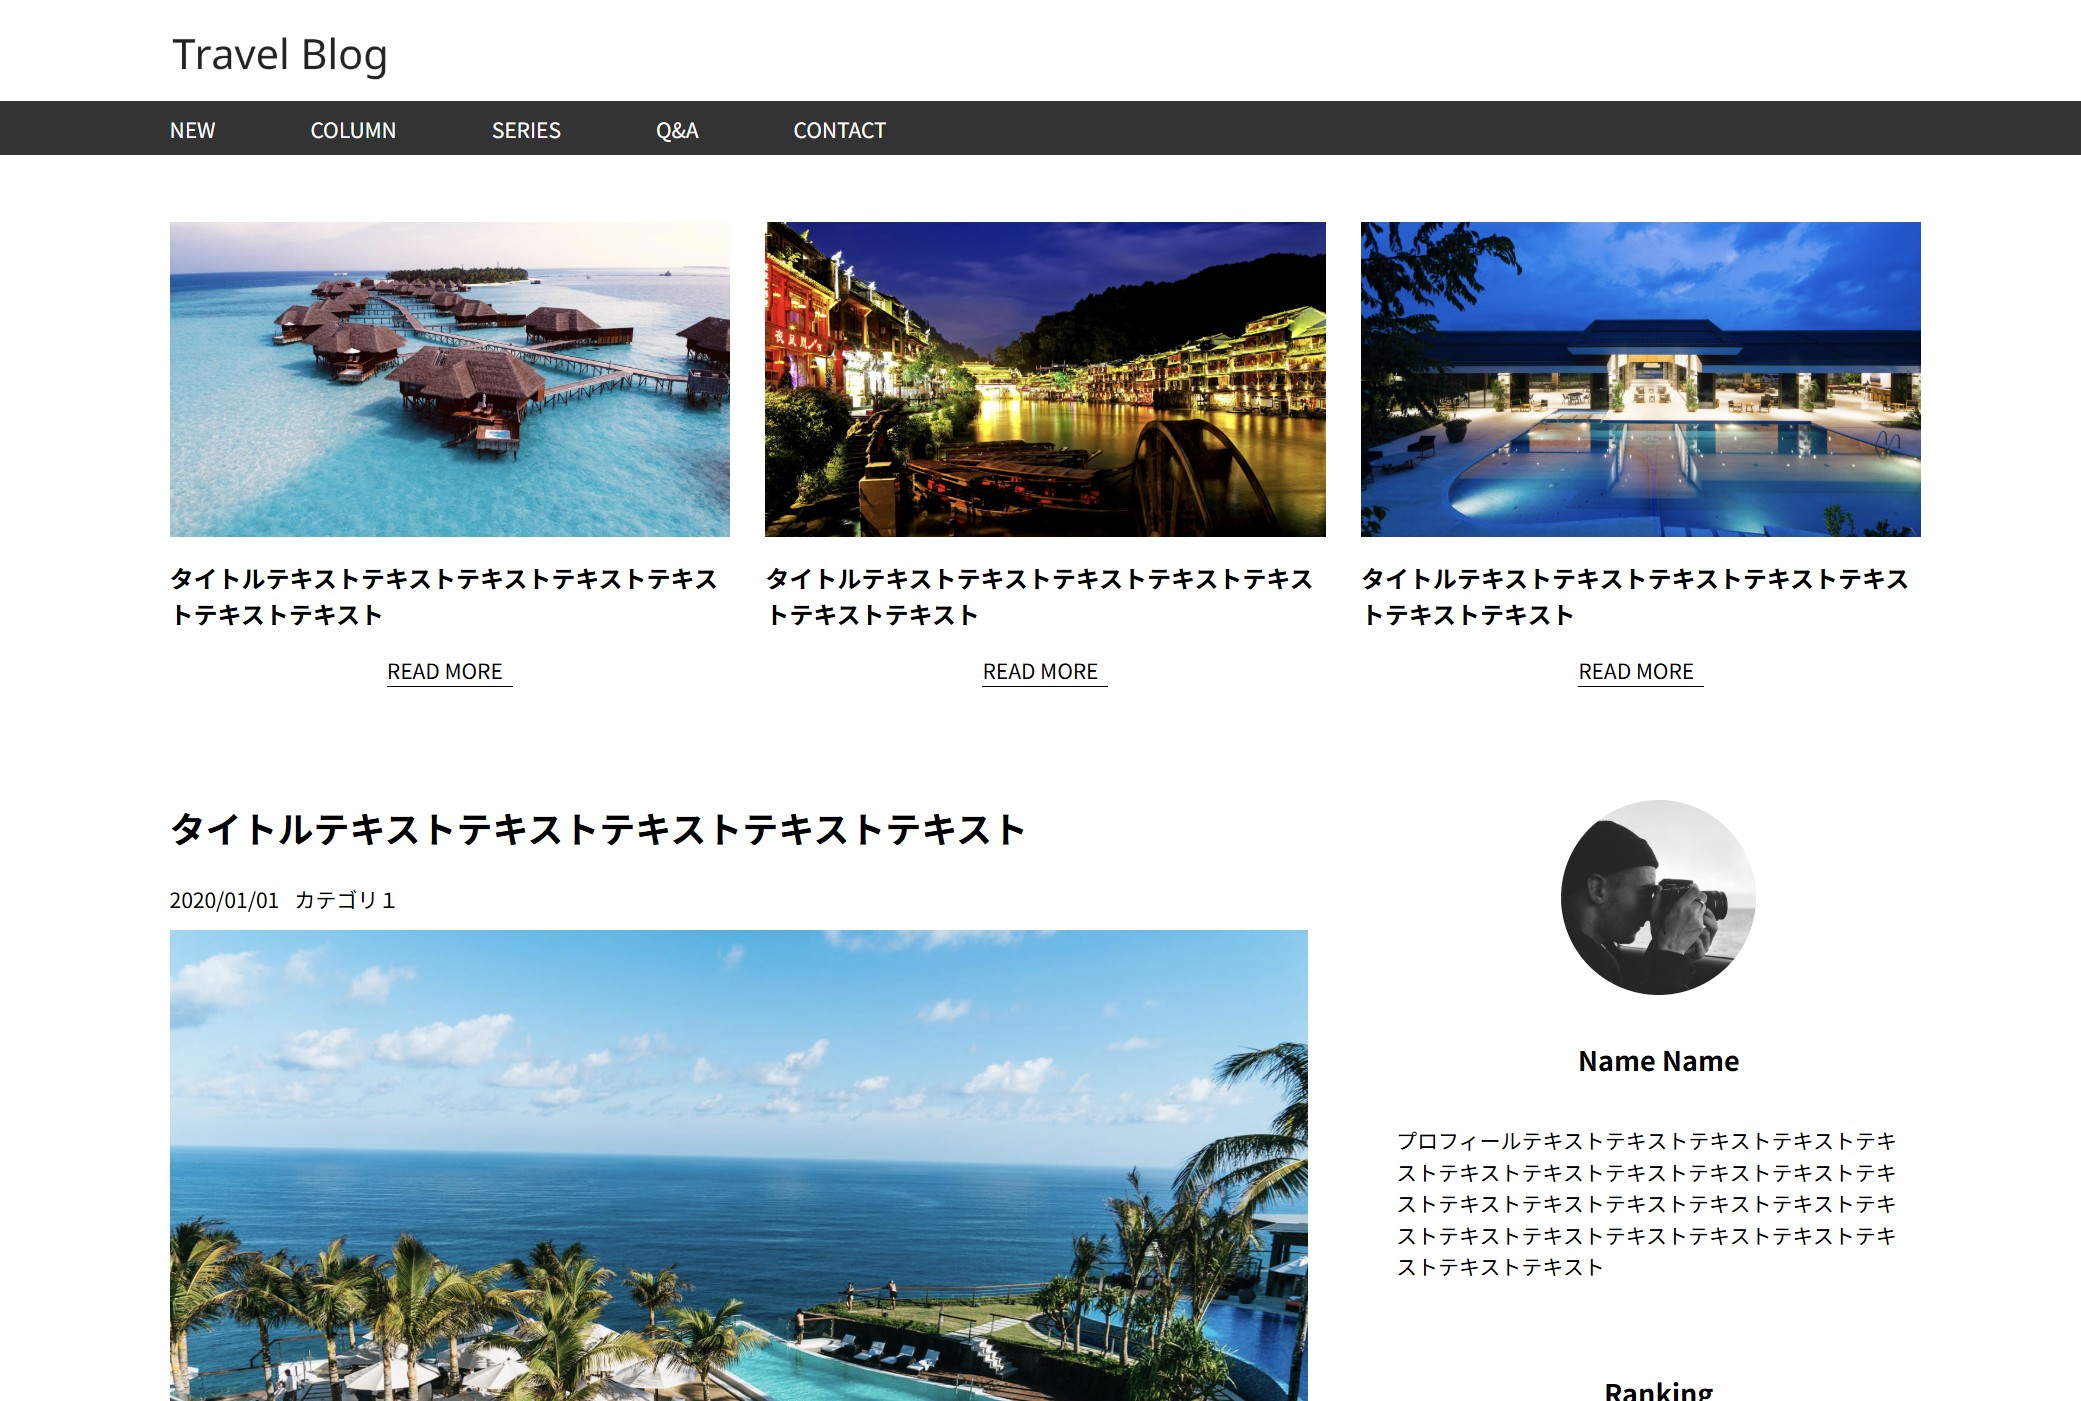 Travel Blog
NEW COLUMN SERIES Q&A CONTACT
タイトルテキストテキストテキストテキストテキス
トテキストテキスト
READ MORE
タイトルテキストテキストテキストテキストテキス
トテキストテキスト
READ MORE
タイトルテキストテキストテキストテキストテキス
トテキストテキスト
READ MORE
タイトルテキストテキストテキストテキストテキスト
2020/01/01 カテゴリ１
Name Name
プロフィールテキストテキストテキストテキストテキ
ストテキストテキストテキストテキストテキストテキ
ストテキストテキストテキストテキストテキストテキ
ストテキストテキストテキストテキストテキストテキ
ストテキストテキスト
Ranking